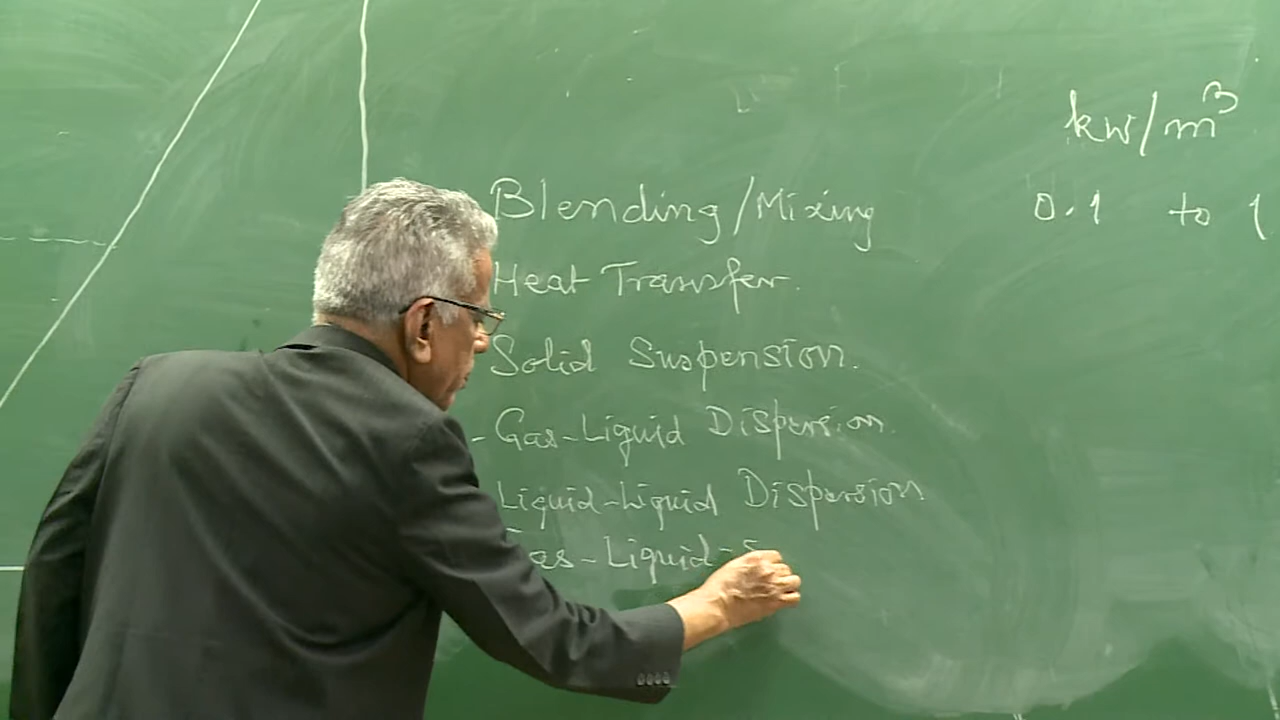 kw/m³
Blending/Mixing 0.1 to 1
Heat Transfer.
Solid Suspension.
- Gas-Liquid Dispersion.
Liquid-Liquid Dispersion
Gas-Liquid-S